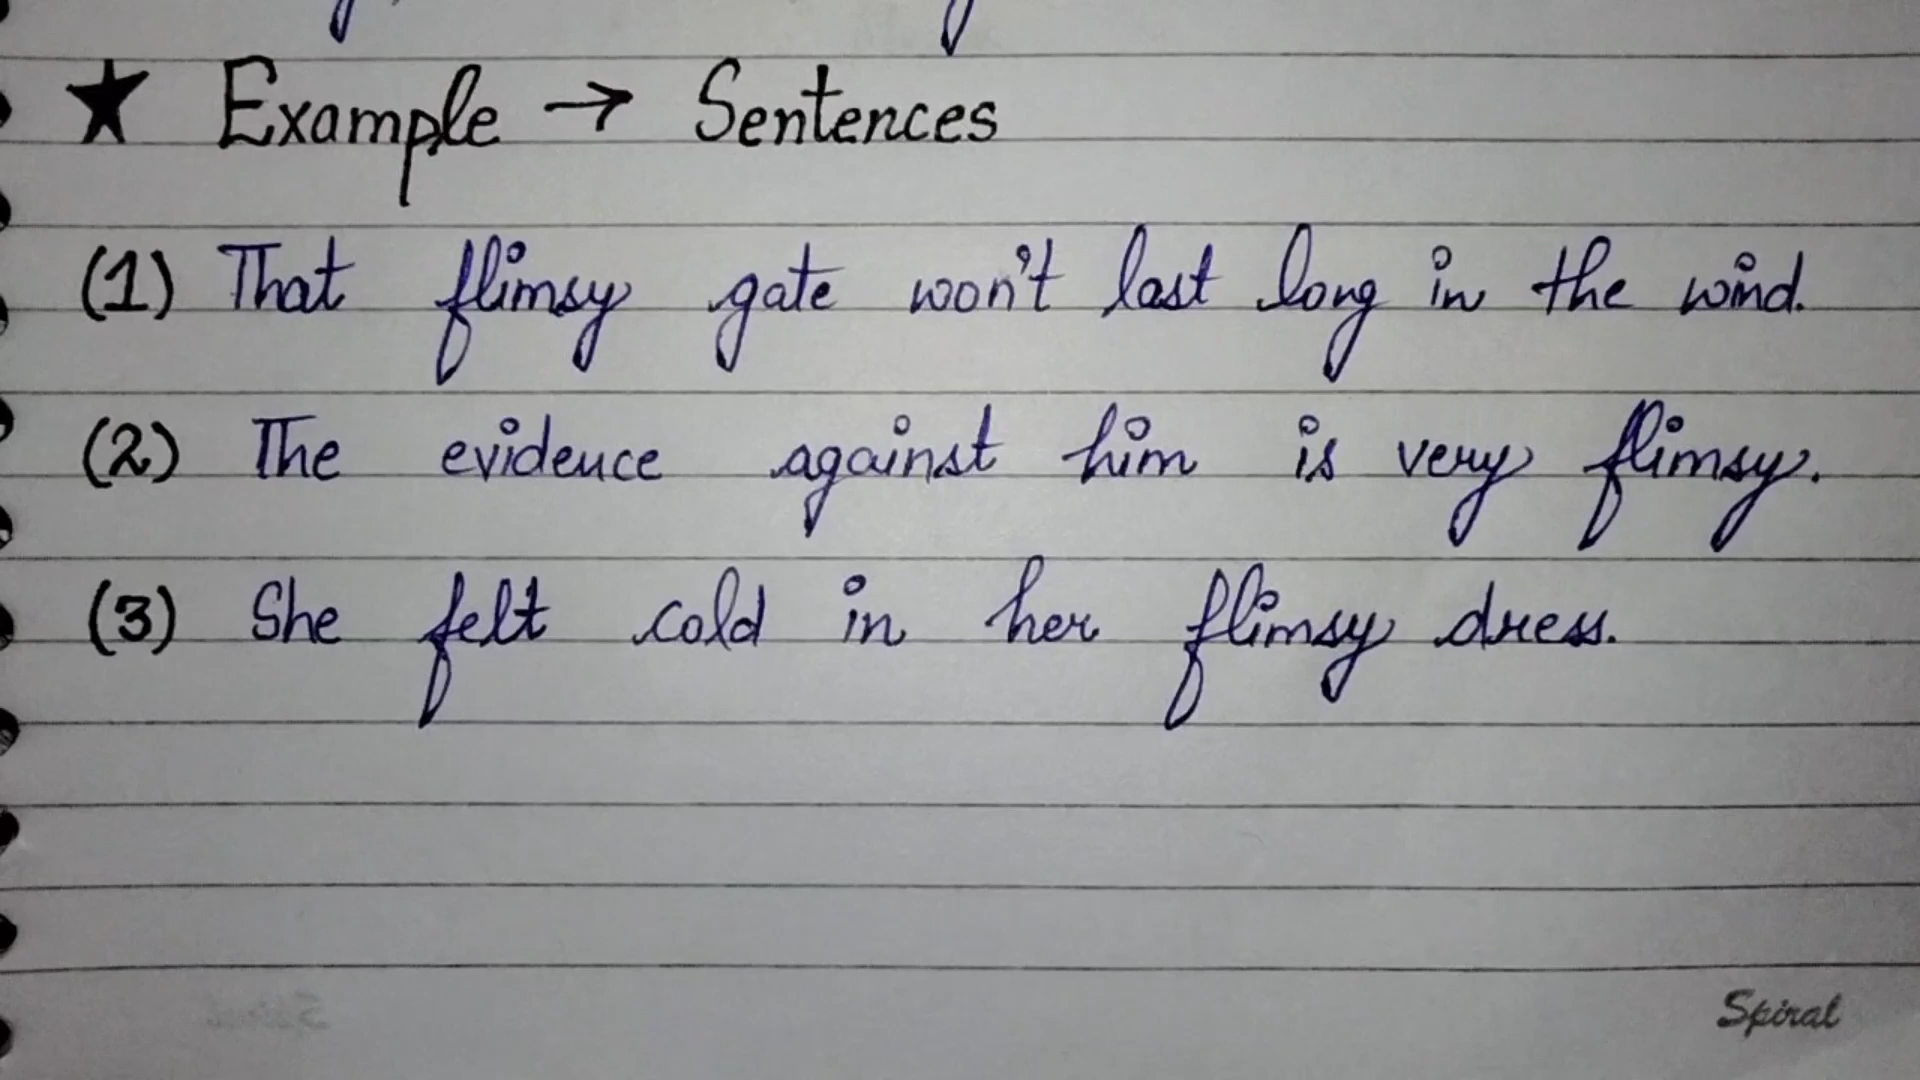 ★ Example → Sentences
(1) That flimsy gate won't last long in the wind.
(2) The evidence against him is very flimsy.
(3) She felt cold in her flimsy dress.
Spiral